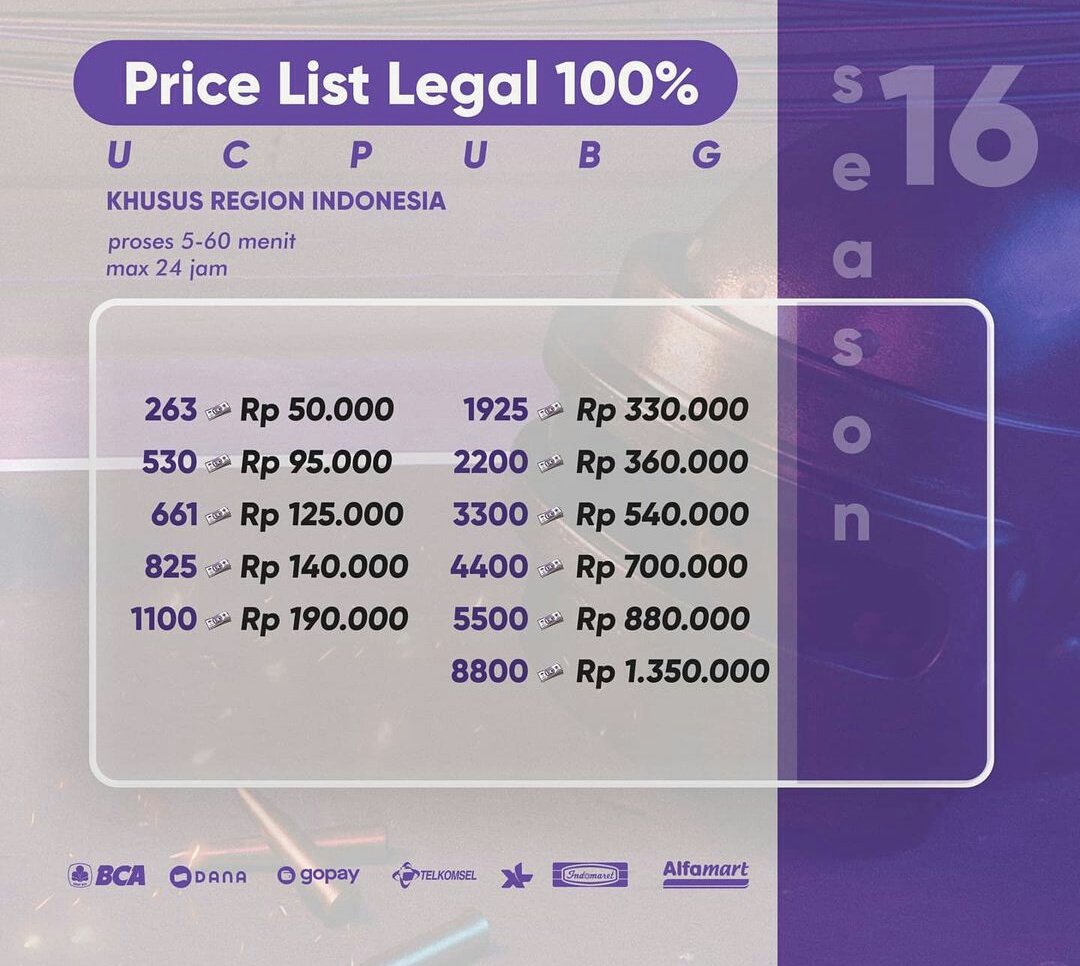 Price List Legal 100%
U C P U B G
KHUSUS REGION INDONESIA
proses 5-60 menit
max 24 jam
season 16
263 Rp 50.000
530 Rp 95.000
661 Rp 125.000
825 Rp 140.000
1100 Rp 190.000
1925 Rp 330.000
2200 Rp 360.000
3300 Rp 540.000
4400 Rp 700.000
5500 Rp 880.000
8800 Rp 1.350.000
BCA DANA gopay TELKOMSEL XL Indomaret Alfamart